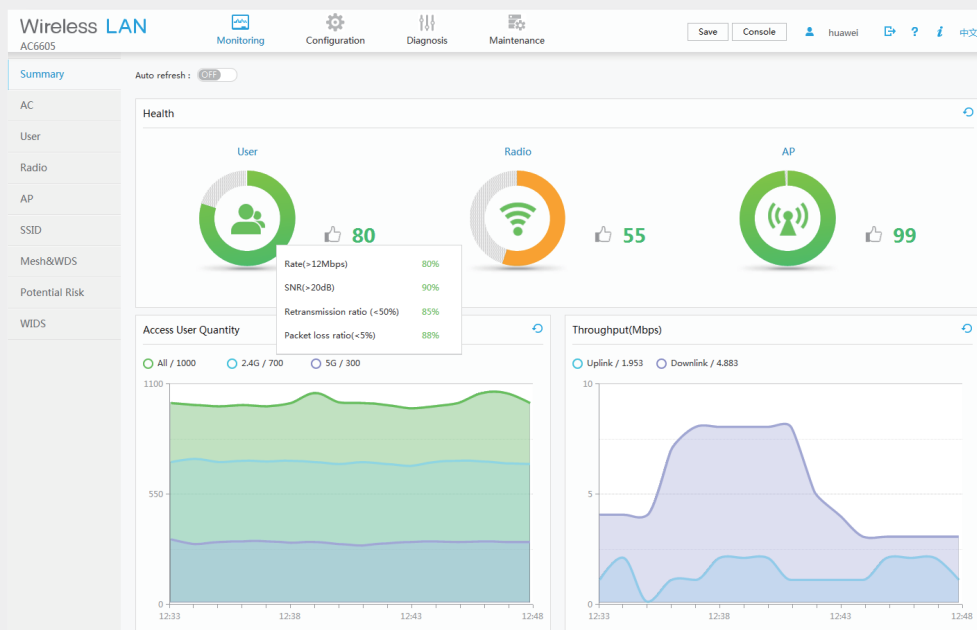 Wireless LAN
AC6605
Monitoring
Configuration
Diagnosis
Maintenance
Save
Console
huawei
?
i
中文
Summary
AC
User
Radio
AP
SSID
Mesh&WDS
Potential Risk
WIDS
Auto refresh :
OFF
Health
User
80
Radio
55
AP
99
Rate(>12Mbps) 80%
SNR(>20dB) 90%
Retransmission ratio (<50%) 85%
Packet loss ratio(<5%) 88%
Access User Quantity
All / 1000 2.4G / 700 5G / 300
1100
550
0
12:33 12:38 12:43 12:48
Throughput(Mbps)
Uplink / 1.953 Downlink / 4.883
10
5
0
12:33 12:38 12:43 12:48